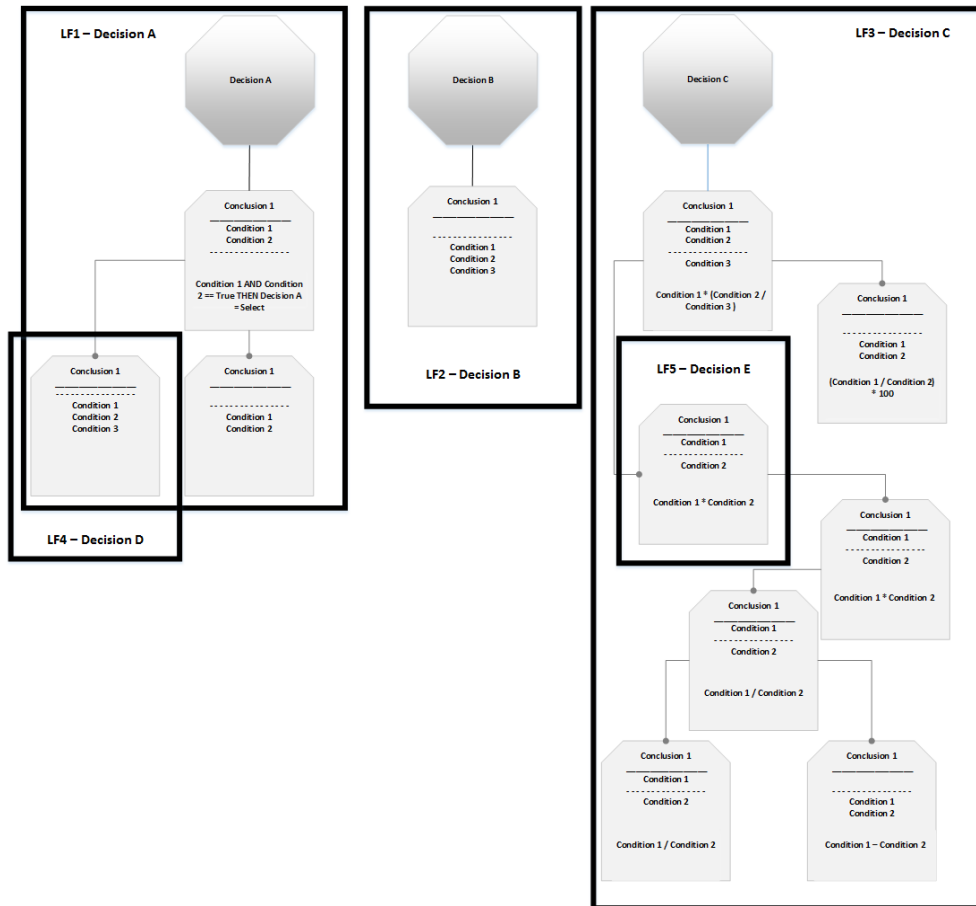 LF1 – Decision A
Decision A
Conclusion 1
Condition 1
Condition 2
Condition 1 AND Condition
2 == True THEN Decision A
= Select
Conclusion 1
Condition 1
Condition 2
Condition 3
Conclusion 1
Condition 1
Condition 2
LF4 – Decision D
Decision B
Conclusion 1
Condition 1
Condition 2
Condition 3
LF2 – Decision B
LF3 – Decision C
Decision C
Conclusion 1
Condition 1
Condition 2
Condition 3
Condition 1 * (Condition 2 /
Condition 3 )
Conclusion 1
Condition 1
Condition 2
(Condition 1 / Condition 2)
* 100
LF5 – Decision E
Conclusion 1
Condition 1
Condition 2
Condition 1 * Condition 2
Conclusion 1
Condition 1
Condition 2
Condition 1 * Condition 2
Conclusion 1
Condition 1
Condition 2
Condition 1 / Condition 2
Conclusion 1
Condition 1
Condition 2
Condition 1 / Condition 2
Conclusion 1
Condition 1
Condition 2
Condition 1 – Condition 2